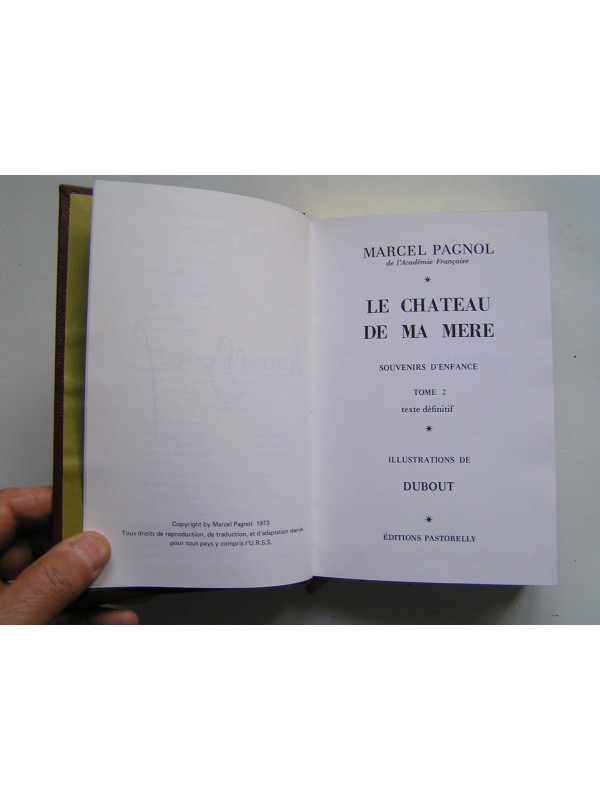 Copyright by Marcel Pagnol 1973
Tous droits de reproduction, de traduction, et d'adaptation réservés
pour tous pays y compris l'U.R.S.S.
MARCEL PAGNOL
de l'Académie Française
LE CHATEAU
DE MA MERE
SOUVENIRS D'ENFANCE
TOME 2
texte définitif
ILLUSTRATIONS DE
DUBOUT
ÉDITIONS PASTORELLY